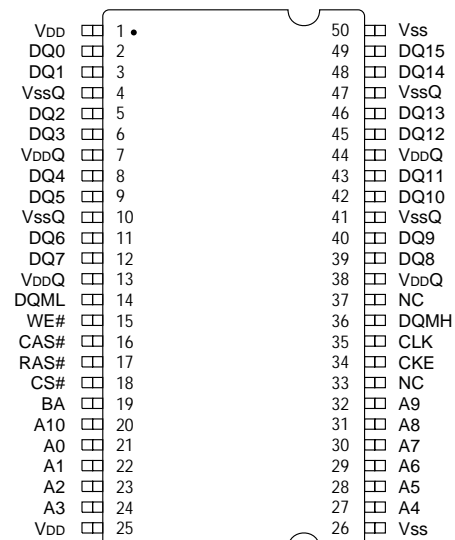 VDD 1 50 Vss
DQ0 2 49 DQ15
DQ1 3 48 DQ14
VssQ 4 47 VssQ
DQ2 5 46 DQ13
DQ3 6 45 DQ12
VDDQ 7 44 VDDQ
DQ4 8 43 DQ11
DQ5 9 42 DQ10
VssQ 10 41 VssQ
DQ6 11 40 DQ9
DQ7 12 39 DQ8
VDDQ 13 38 VDDQ
DQML 14 37 NC
WE# 15 36 DQMH
CAS# 16 35 CLK
RAS# 17 34 CKE
CS# 18 33 NC
BA 19 32 A9
A10 20 31 A8
A0 21 30 A7
A1 22 29 A6
A2 23 28 A5
A3 24 27 A4
VDD 25 26 Vss